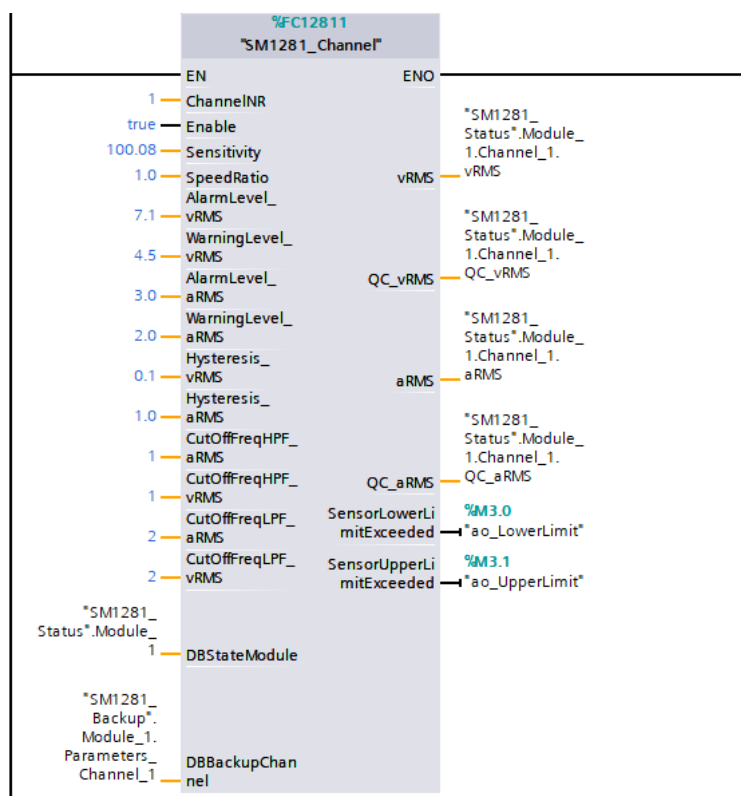 %FC12811
"SM1281_Channel"
EN ENO
1 ChannelNR
true Enable
100.08 Sensitivity
1.0 SpeedRatio
AlarmLevel_
7.1 vRMS
WarningLevel_
4.5 vRMS
AlarmLevel_
3.0 aRMS
WarningLevel_
2.0 aRMS
Hysteresis_
0.1 vRMS
Hysteresis_
1.0 aRMS
CutOffFreqHPF_
1 aRMS
CutOffFreqHPF_
1 vRMS
CutOffFreqLPF_
2 aRMS
CutOffFreqLPF_
2 vRMS
"SM1281_
Status".Module_
1 DBStateModule
"SM1281_
Backup".
Module_1.
Parameters_
Channel_1
DBBackupChan
nel
"SM1281_
Status".Module_
1.Channel_1.
vRMS vRMS
"SM1281_
Status".Module_
1.Channel_1.
QC_vRMS QC_vRMS
"SM1281_
Status".Module_
1.Channel_1.
aRMS aRMS
"SM1281_
Status".Module_
1.Channel_1.
QC_aRMS QC_aRMS
SensorLowerLi
mitExceeded
%M3.0
"ao_LowerLimit"
SensorUpperLi
mitExceeded
%M3.1
"ao_UpperLimit"